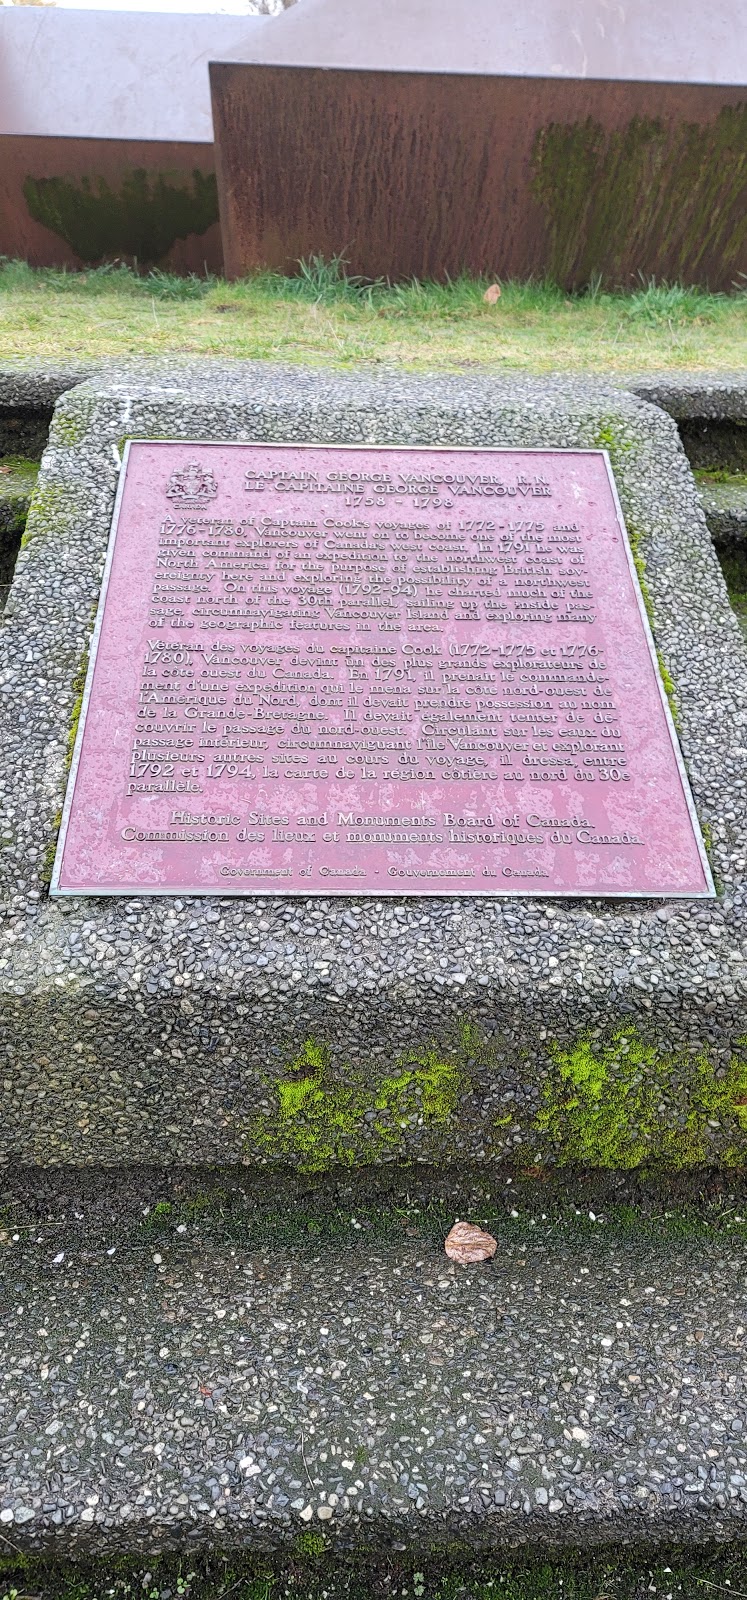 CAPTAIN GEORGE VANCOUVER, R.N.
LE CAPITAINE GEORGE VANCOUVER
1758 - 1798
CANADA
Veteran of Captain Cook's voyages of 1772-1775 and
1776-1780, Vancouver went on to become one of the most
important explorers of Canada's west coast. In 1791 he was
given command of an expedition to the northwest coast of
North America for the purpose of establishing British sov-
ereignty here and exploring the possibility of a northwest
passage. On this voyage (1792-94) he charted much of the
coast north of the 30th parallel, sailing up the inside pas-
sage, circumnavigating Vancouver Island and exploring many
of the geographic features in the area.
Vétéran des voyages du capitaine Cook (1772-1775 et 1776-
1780), Vancouver devint un des plus grands explorateurs de
la côte ouest du Canada. En 1791, il prenait le commande-
ment d'une expédition qui le mena sur la côte nord-ouest de
l'Amérique du Nord, dont il devait prendre possession au nom
de la Grande-Bretagne. Il devait également tenter de dé-
couvrir le passage du nord-ouest. Circulant sur les eaux du
passage intérieur, circumnaviguant l'île Vancouver et explorant
plusieurs autres sites au cours du voyage, il dressa, entre
1792 et 1794, la carte de la région côtière au nord du 30e
parallèle.
Historic Sites and Monuments Board of Canada.
Commission des lieux et monuments historiques du Canada.
Government of Canada - Gouvernement du Canada